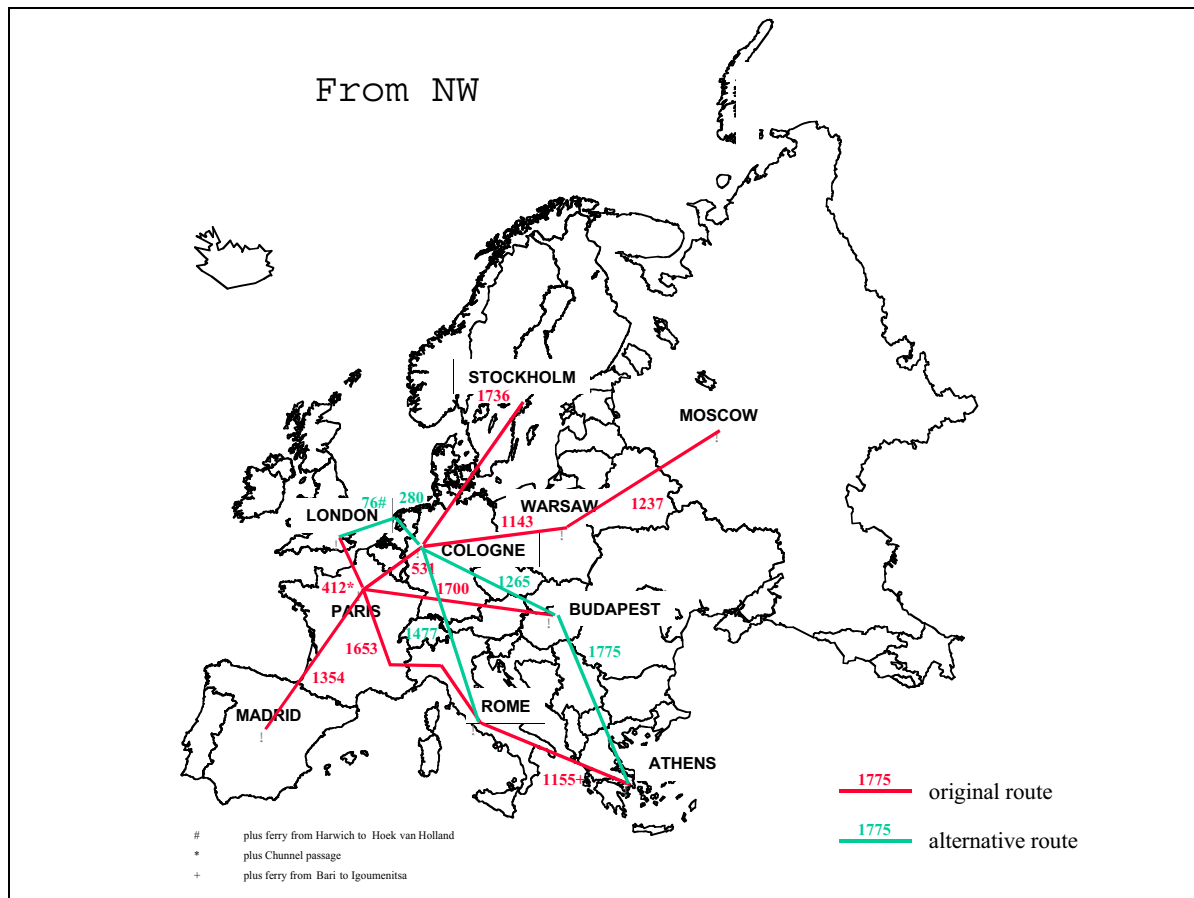 From NW
STOCKHOLM
1736
MOSCOW
76# 280
WARSAW
1237
LONDON
1143
COLOGNE
531
1265
412*
1700
PARIS
BUDAPEST
1477
1653
1775
1354
ROME
MADRID
ATHENS
1155+
1775
original route
1775
alternative route
# plus ferry from Harwich to Hoek van Holland
* plus Chunnel passage
+ plus ferry from Bari to Igoumenitsa